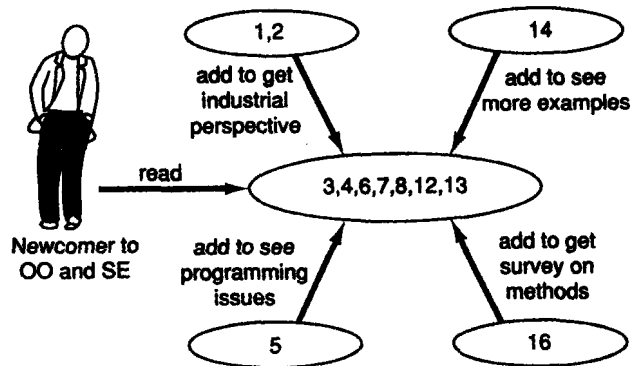 1,2
add to get
industrial
perspective
14
add to see
more examples
read
3,4,6,7,8,12,13
Newcomer to
OO and SE
add to see
programming
issues
5
add to get
survey on
methods
16